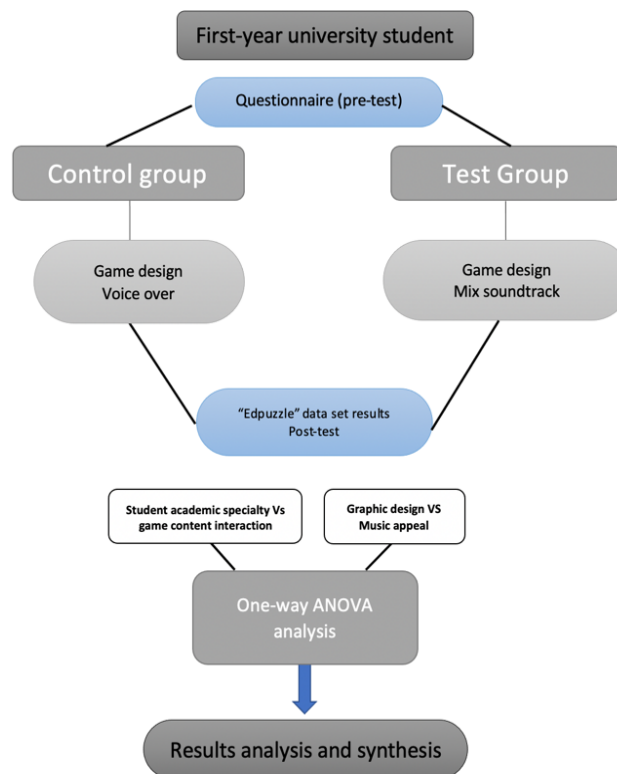 First-year university student
Questionnaire (pre-test)
Control group
Test Group
Game design
Voice over
Game design
Mix soundtrack
“Edpuzzle” data set results
Post-test
Student academic specialty Vs
game content interaction
Graphic design VS
Music appeal
One-way ANOVA
analysis
Results analysis and synthesis